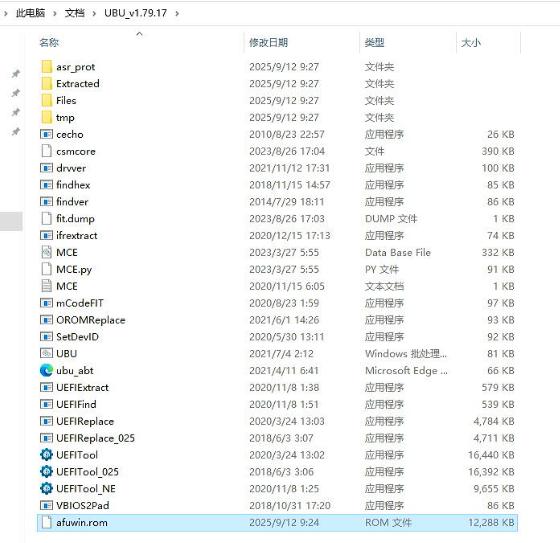 此电脑 › 文档 › UBU_v1.79.17 ›
名称 修改日期 类型 大小
asr_prot 2025/9/12 9:27 文件夹
Extracted 2025/9/12 9:27 文件夹
Files 2025/9/12 9:27 文件夹
tmp 2025/9/12 9:27 文件夹
cecho 2010/8/23 22:57 应用程序 26 KB
csmcore 2023/8/26 17:04 文件 390 KB
drvver 2021/11/12 17:31 应用程序 100 KB
findhex 2018/11/15 14:57 应用程序 85 KB
findver 2014/7/29 18:11 应用程序 86 KB
fit.dump 2023/8/26 17:03 DUMP 文件 1 KB
ifrextract 2020/12/15 17:13 应用程序 74 KB
MCE 2023/3/27 5:55 Data Base File 332 KB
MCE.py 2023/3/27 5:55 PY 文件 91 KB
MCE 2020/11/15 6:05 文本文档 1 KB
mCodeFIT 2020/8/23 1:59 应用程序 97 KB
OROMReplace 2021/6/1 14:26 应用程序 93 KB
SetDevID 2020/5/30 13:11 应用程序 92 KB
UBU 2021/7/4 2:12 Windows 批处理... 81 KB
ubu_abt 2021/4/11 6:41 Microsoft Edge ... 66 KB
UEFIExtract 2020/11/8 1:38 应用程序 579 KB
UEFIFind 2020/11/8 1:51 应用程序 539 KB
UEFIReplace 2020/3/24 13:03 应用程序 4,784 KB
UEFIReplace_025 2018/6/3 3:07 应用程序 4,711 KB
UEFITool 2020/3/24 13:02 应用程序 16,440 KB
UEFITool_025 2018/6/3 3:06 应用程序 16,392 KB
UEFITool_NE 2020/11/8 1:25 应用程序 9,655 KB
VBIOS2Pad 2018/10/31 17:20 应用程序 86 KB
afuwin.rom 2025/9/12 9:24 ROM 文件 12,288 KB